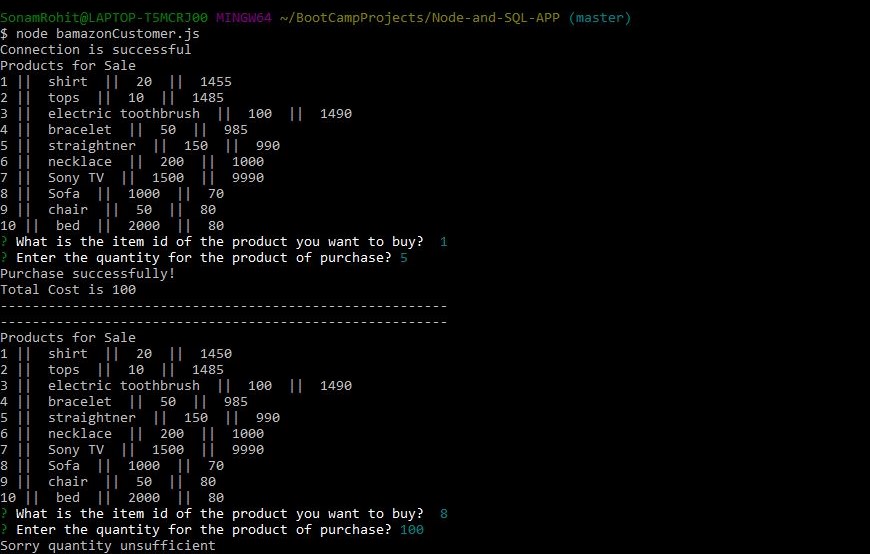 SonamRohit@LAPTOP-T5MCRJ00 MINGW64 ~/BootCampProjects/Node-and-SQL-APP (master)
$ node bamazonCustomer.js
Connection is successful
Products for Sale
1 ||  shirt  ||  20  ||  1455
2 ||  tops  ||  10  ||  1485
3 ||  electric toothbrush  ||  100  ||  1490
4 ||  bracelet  ||  50  ||  985
5 ||  straightner  ||  150  ||  990
6 ||  necklace  ||  200  ||  1000
7 ||  Sony TV  ||  1500  ||  9990
8 ||  Sofa  ||  1000  ||  70
9 ||  chair  ||  50  ||  80
10 ||  bed  ||  2000  ||  80
? What is the item id of the product you want to buy?  1
? Enter the quantity for the product of purchase? 5
Purchase successfully!
Total Cost is 100
--------------------------------------------------------
--------------------------------------------------------
Products for Sale
1 ||  shirt  ||  20  ||  1450
2 ||  tops  ||  10  ||  1485
3 ||  electric toothbrush  ||  100  ||  1490
4 ||  bracelet  ||  50  ||  985
5 ||  straightner  ||  150  ||  990
6 ||  necklace  ||  200  ||  1000
7 ||  Sony TV  ||  1500  ||  9990
8 ||  Sofa  ||  1000  ||  70
9 ||  chair  ||  50  ||  80
10 ||  bed  ||  2000  ||  80
? What is the item id of the product you want to buy?  8
? Enter the quantity for the product of purchase? 100
Sorry quantity unsufficient